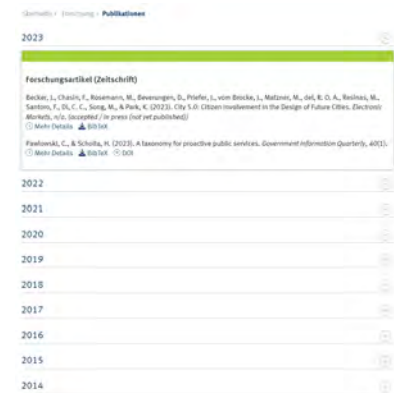 Startseite › Forschung › Publikationen
2023
Forschungsartikel (Zeitschrift)
Becker, J., Chasin, F., Rosemann, M., Beverungen, D., Priefer, J., vom Brocke, J., Matzner, M., del, R. O. A., Resinas, M.,
Santoro, F., Di, C. C., Song, M., & Park, K. (2023). City 5.0: Citizen Involvement in the Design of Future Cities. Electronic
Markets, n/a. (accepted / in press (not yet published))
Mehr Details BibTeX
Pawlowski, C., & Scholta, H. (2023). A taxonomy for proactive public services. Government Information Quarterly, 40(1).
Mehr Details BibTeX DOI
2022
2021
2020
2019
2018
2017
2016
2015
2014